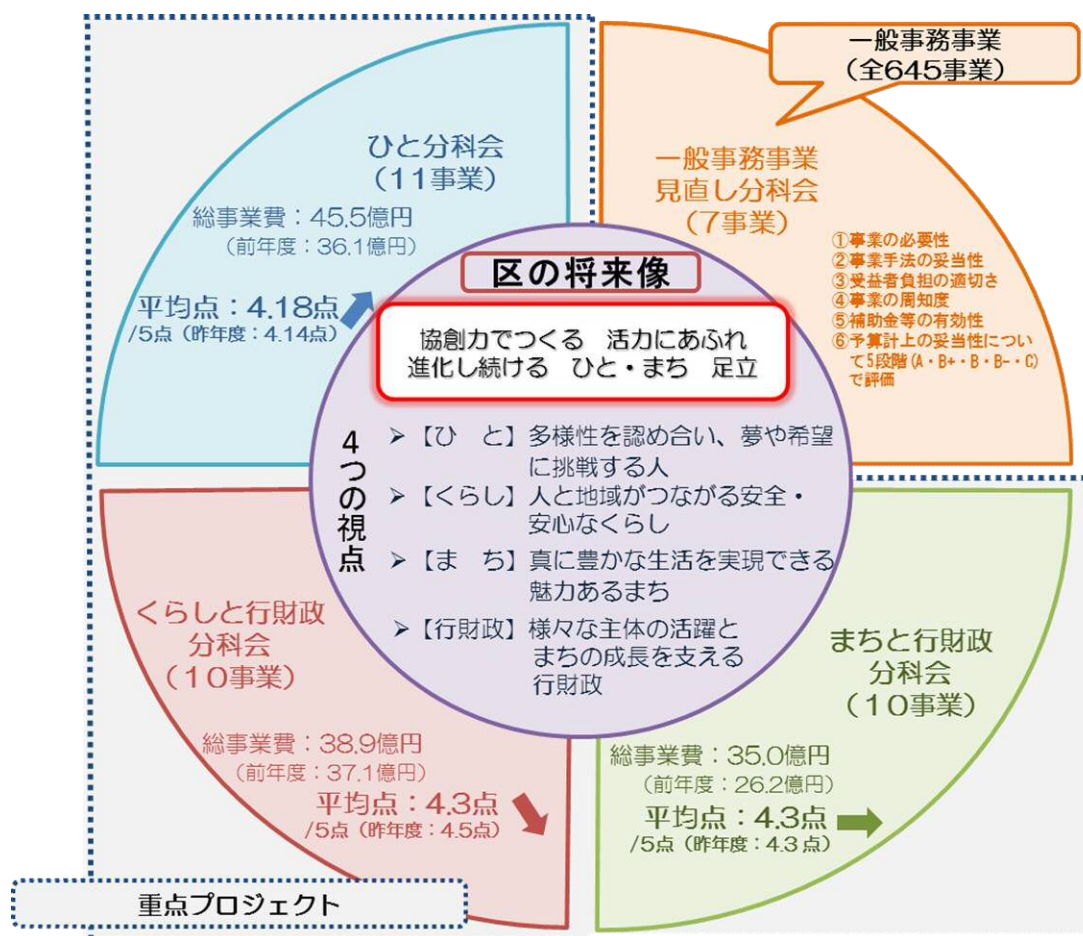 一般事務事業
（全645事業）
ひと分科会
（11事業）
総事業費：45.5億円
（前年度：36.1億円）
平均点：4.18点
/5点（昨年度：4.14点）
一般事務事業
見直し分科会
（7事業）
①事業の必要性
②事業手法の妥当性
③受益者負担の適切さ
④事業の周知度
⑤補助金等の有効性
⑥予算計上の妥当性につい
て5段階(A・B+・B・B-・C)
で評価
区の将来像
協創力でつくる　活力にあふれ
進化し続ける　ひと・まち　足立
4つの視点
➢【ひ　と】多様性を認め合い、夢や希望
に挑戦する人
➢【くらし】人と地域がつながる安全・
安心なくらし
➢【ま　ち】真に豊かな生活を実現できる
魅力あるまち
➢【行財政】様々な主体の活躍と
まちの成長を支える
行財政
くらしと行財政
分科会
（10事業）
総事業費：38.9億円
（前年度：37.1億円）
平均点：4.3点
/5点（昨年度：4.5点）
まちと行財政
分科会
（10事業）
総事業費：35.0億円
（前年度：26.2億円）
平均点：4.3点
/5点（昨年度：4.3点）
重点プロジェクト